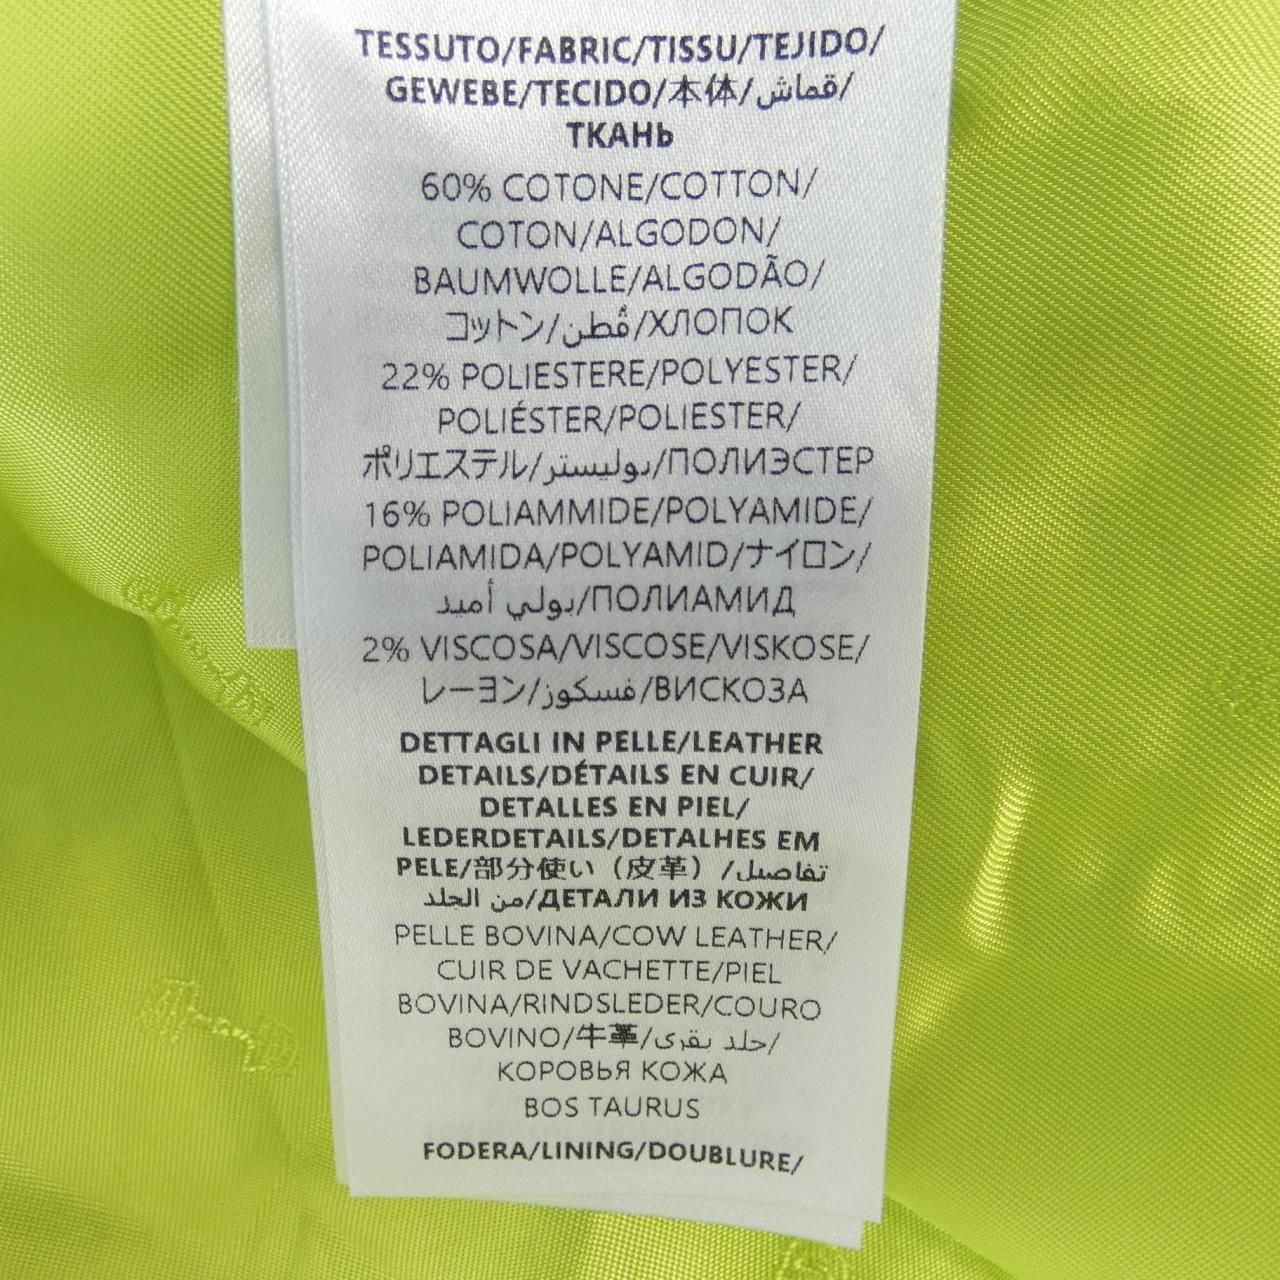 TESSUTO/FABRIC/TISSU/TEJIDO/
GEWEBE/TECIDO/本体/قماش/
ТКАНЬ
60% COTONE/COTTON/
COTON/ALGODON/
BAUMWOLLE/ALGODÃO/
コットン/قُطن/ХЛОПОК
22% POLIESTERE/POLYESTER/
POLIÉSTER/POLIESTER/
ポリエステル/بوليستر/ПОЛИЭСТЕР
16% POLIAMMIDE/POLYAMIDE/
POLIAMIDA/POLYAMID/ナイロン/
بولي أميد/ПОЛИАМИД
2% VISCOSA/VISCOSE/VISKOSE/
レーヨン/فسكوز/ВИСКОЗА
DETTAGLI IN PELLE/LEATHER
DETAILS/DÉTAILS EN CUIR/
DETALLES EN PIEL/
LEDERDETAILS/DETALHES EM
PELE/部分使い（皮革）/تفاصيل
من الجلد/ДЕТАЛИ ИЗ КОЖИ
PELLE BOVINA/COW LEATHER/
CUIR DE VACHETTE/PIEL
BOVINA/RINDSLEDER/COURO
BOVINO/牛革/جلد بقرى/
КОРОВЬЯ КОЖА
BOS TAURUS
FODERA/LINING/DOUBLURE/